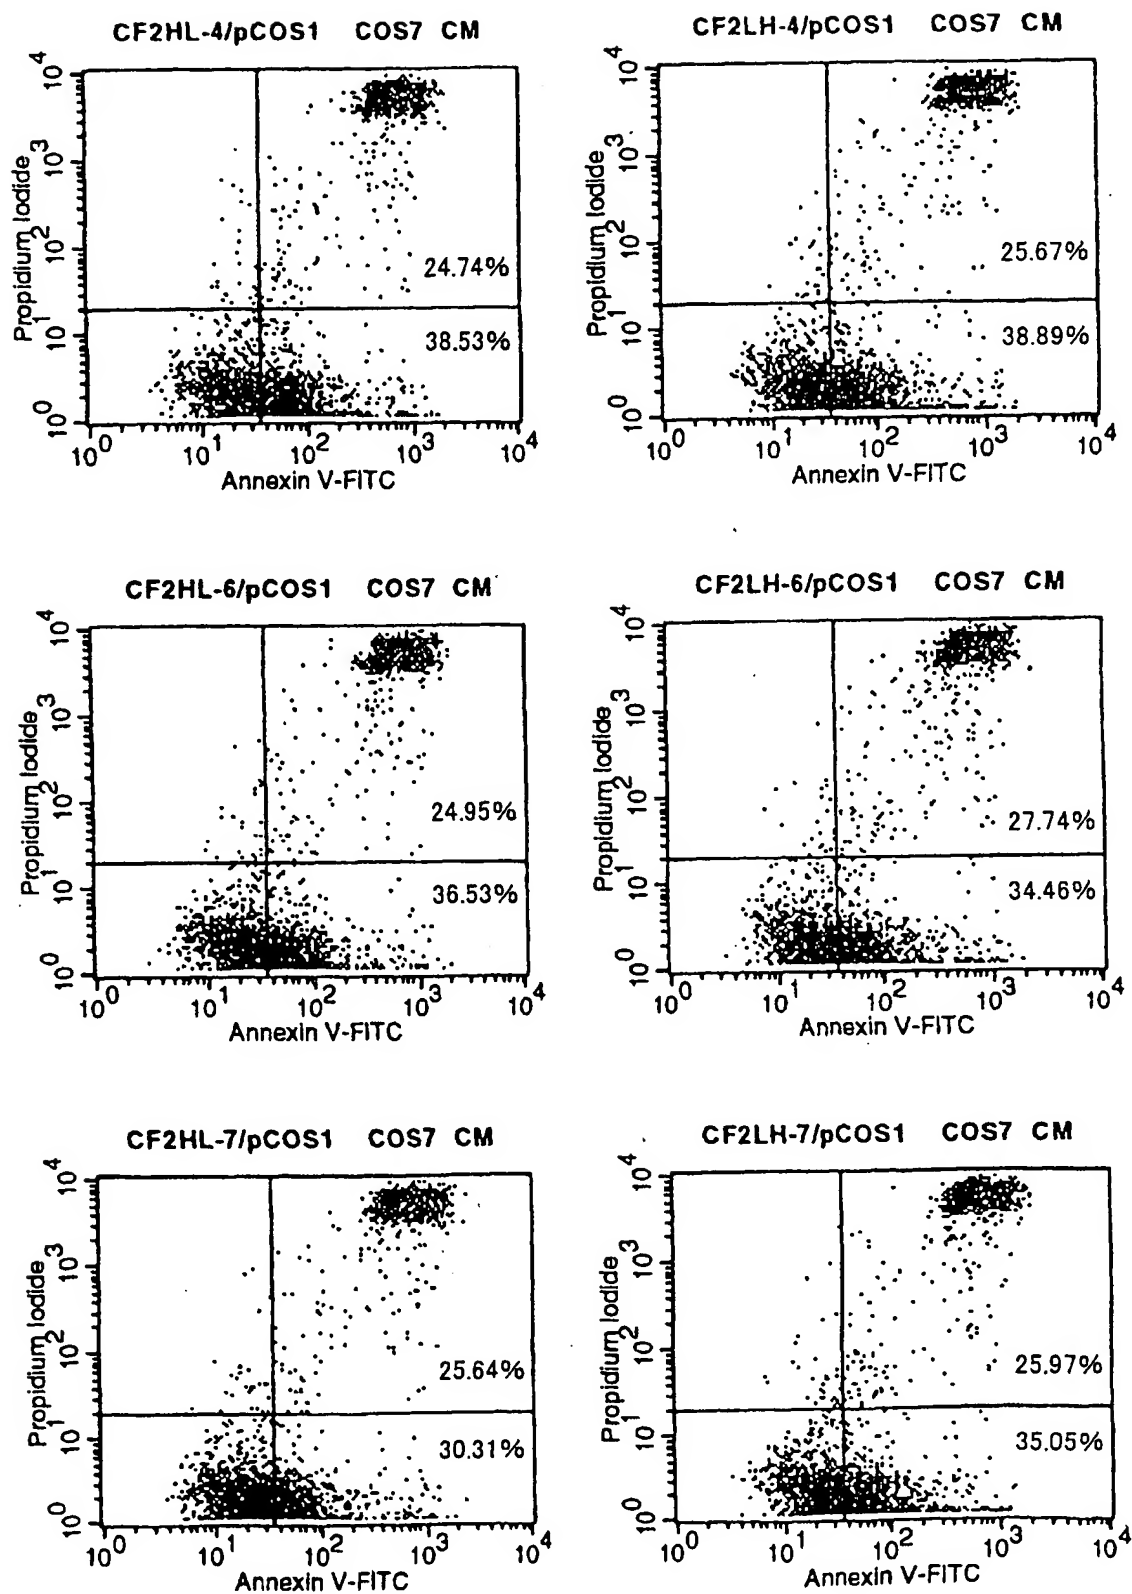 CF2HL-4/pCOS1 COS7 CM
CF2LH-4/pCOS1 COS7 CM
10^4
10^3
10^2
10^1
10^0
Propidium Iodide
24.74%
38.53%
10^0 10^1 10^2 10^3 10^4
Annexin V-FITC
10^4
10^3
10^2
10^1
10^0
Propidium Iodide
25.67%
38.89%
10^0 10^1 10^2 10^3 10^4
Annexin V-FITC
CF2HL-6/pCOS1 COS7 CM
CF2LH-6/pCOS1 COS7 CM
10^4
10^3
10^2
10^1
10^0
Propidium Iodide
24.95%
36.53%
10^0 10^1 10^2 10^3 10^4
Annexin V-FITC
10^4
10^3
10^2
10^1
10^0
Propidium Iodide
27.74%
34.46%
10^0 10^1 10^2 10^3 10^4
Annexin V-FITC
CF2HL-7/pCOS1 COS7 CM
CF2LH-7/pCOS1 COS7 CM
10^4
10^3
10^2
10^1
10^0
Propidium Iodide
25.64%
30.31%
10^0 10^1 10^2 10^3 10^4
Annexin V-FITC
10^4
10^3
10^2
10^1
10^0
Propidium Iodide
25.97%
35.05%
10^0 10^1 10^2 10^3 10^4
Annexin V-FITC